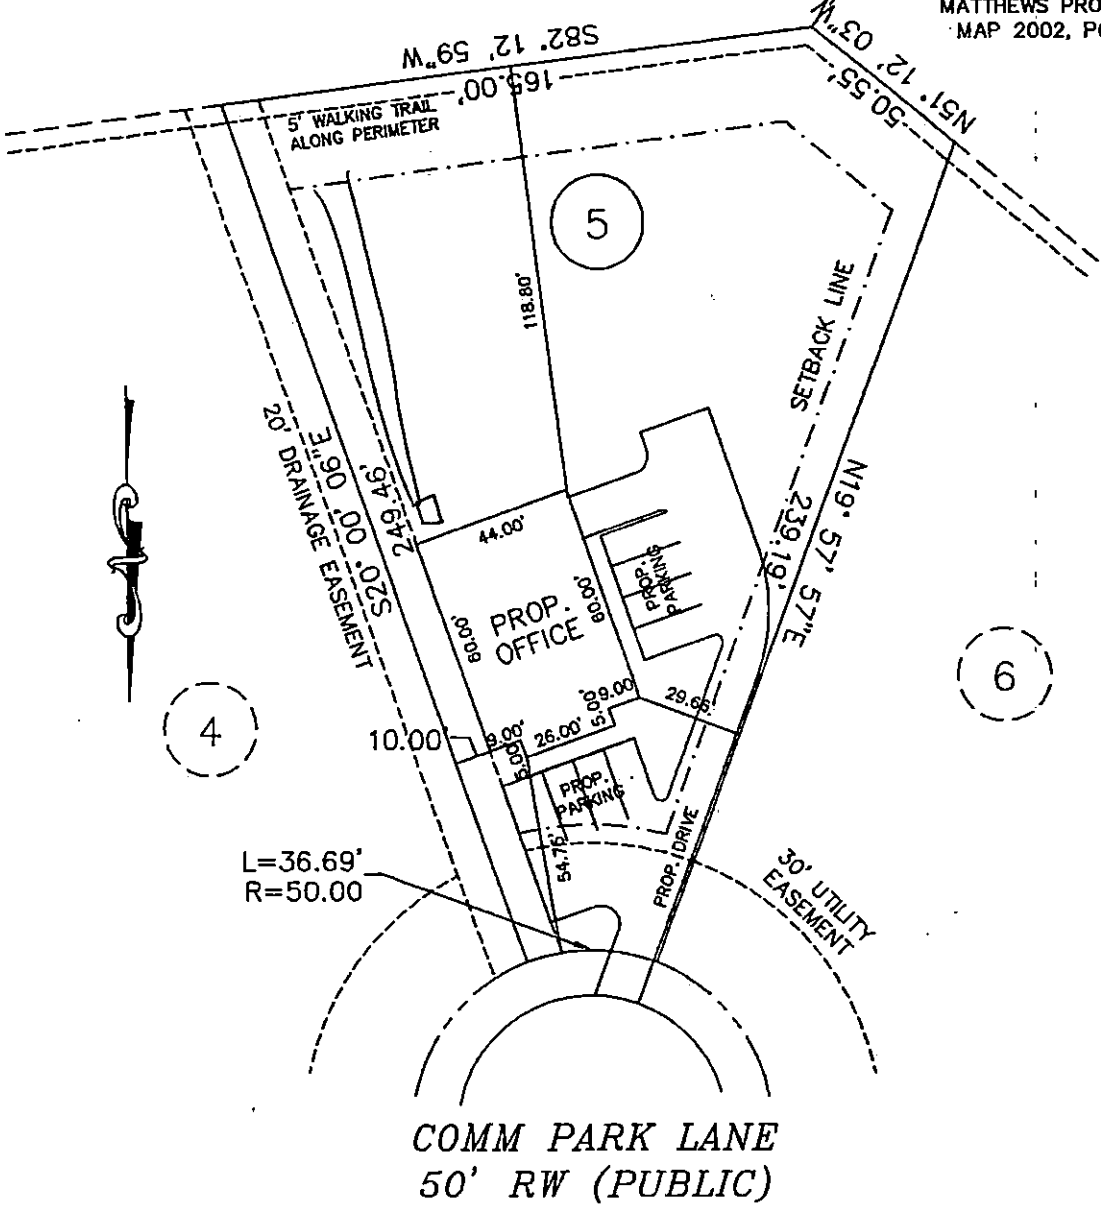 MATTHEWS PRO
MAP 2002, P
S82° 12' 59"W
165.00'
N51° 12' 03"W
50.55'
5' WALKING TRAIL
ALONG PERIMETER
5
118.80'
SETBACK LINE
20' DRAINAGE EASEMENT
S20° 00' 06"E
249.46'
N19° 57' 57"E
239.19'
44.00'
PROP.
PARKING
60.00'
PROP.
OFFICE
60.00'
6
4
9.00
5.00'
29.66'
10.00'
9.00'
26.00'
5.00'
PROP.
PARKING
54.76'
PROP. DRIVE
30' UTILITY
EASEMENT
L=36.69'
R=50.00
COMM PARK LANE
50' RW (PUBLIC)